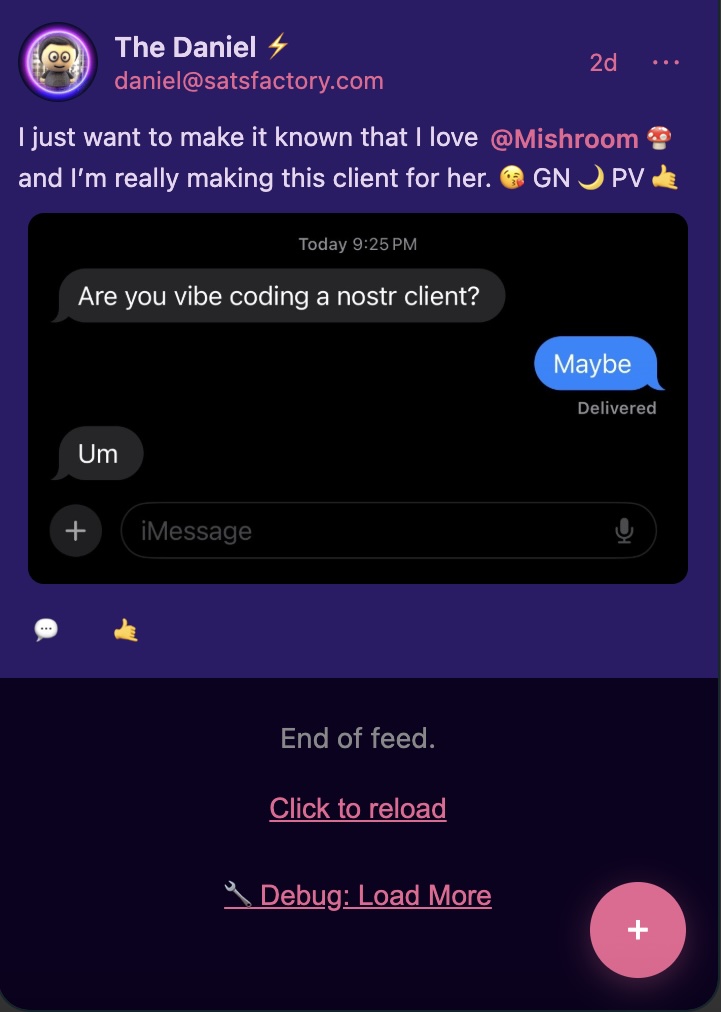 The Daniel ⚡
daniel@satsfactory.com
2d
...
I just want to make it known that I love @Mishroom 🍄
and I’m really making this client for her. 😘 GN 🌙 PV 🤙
Today 9:25 PM
Are you vibe coding a nostr client?
Maybe
Delivered
Um
+
iMessage
💬 🤙
End of feed.
Click to reload
🔧 Debug: Load More
+